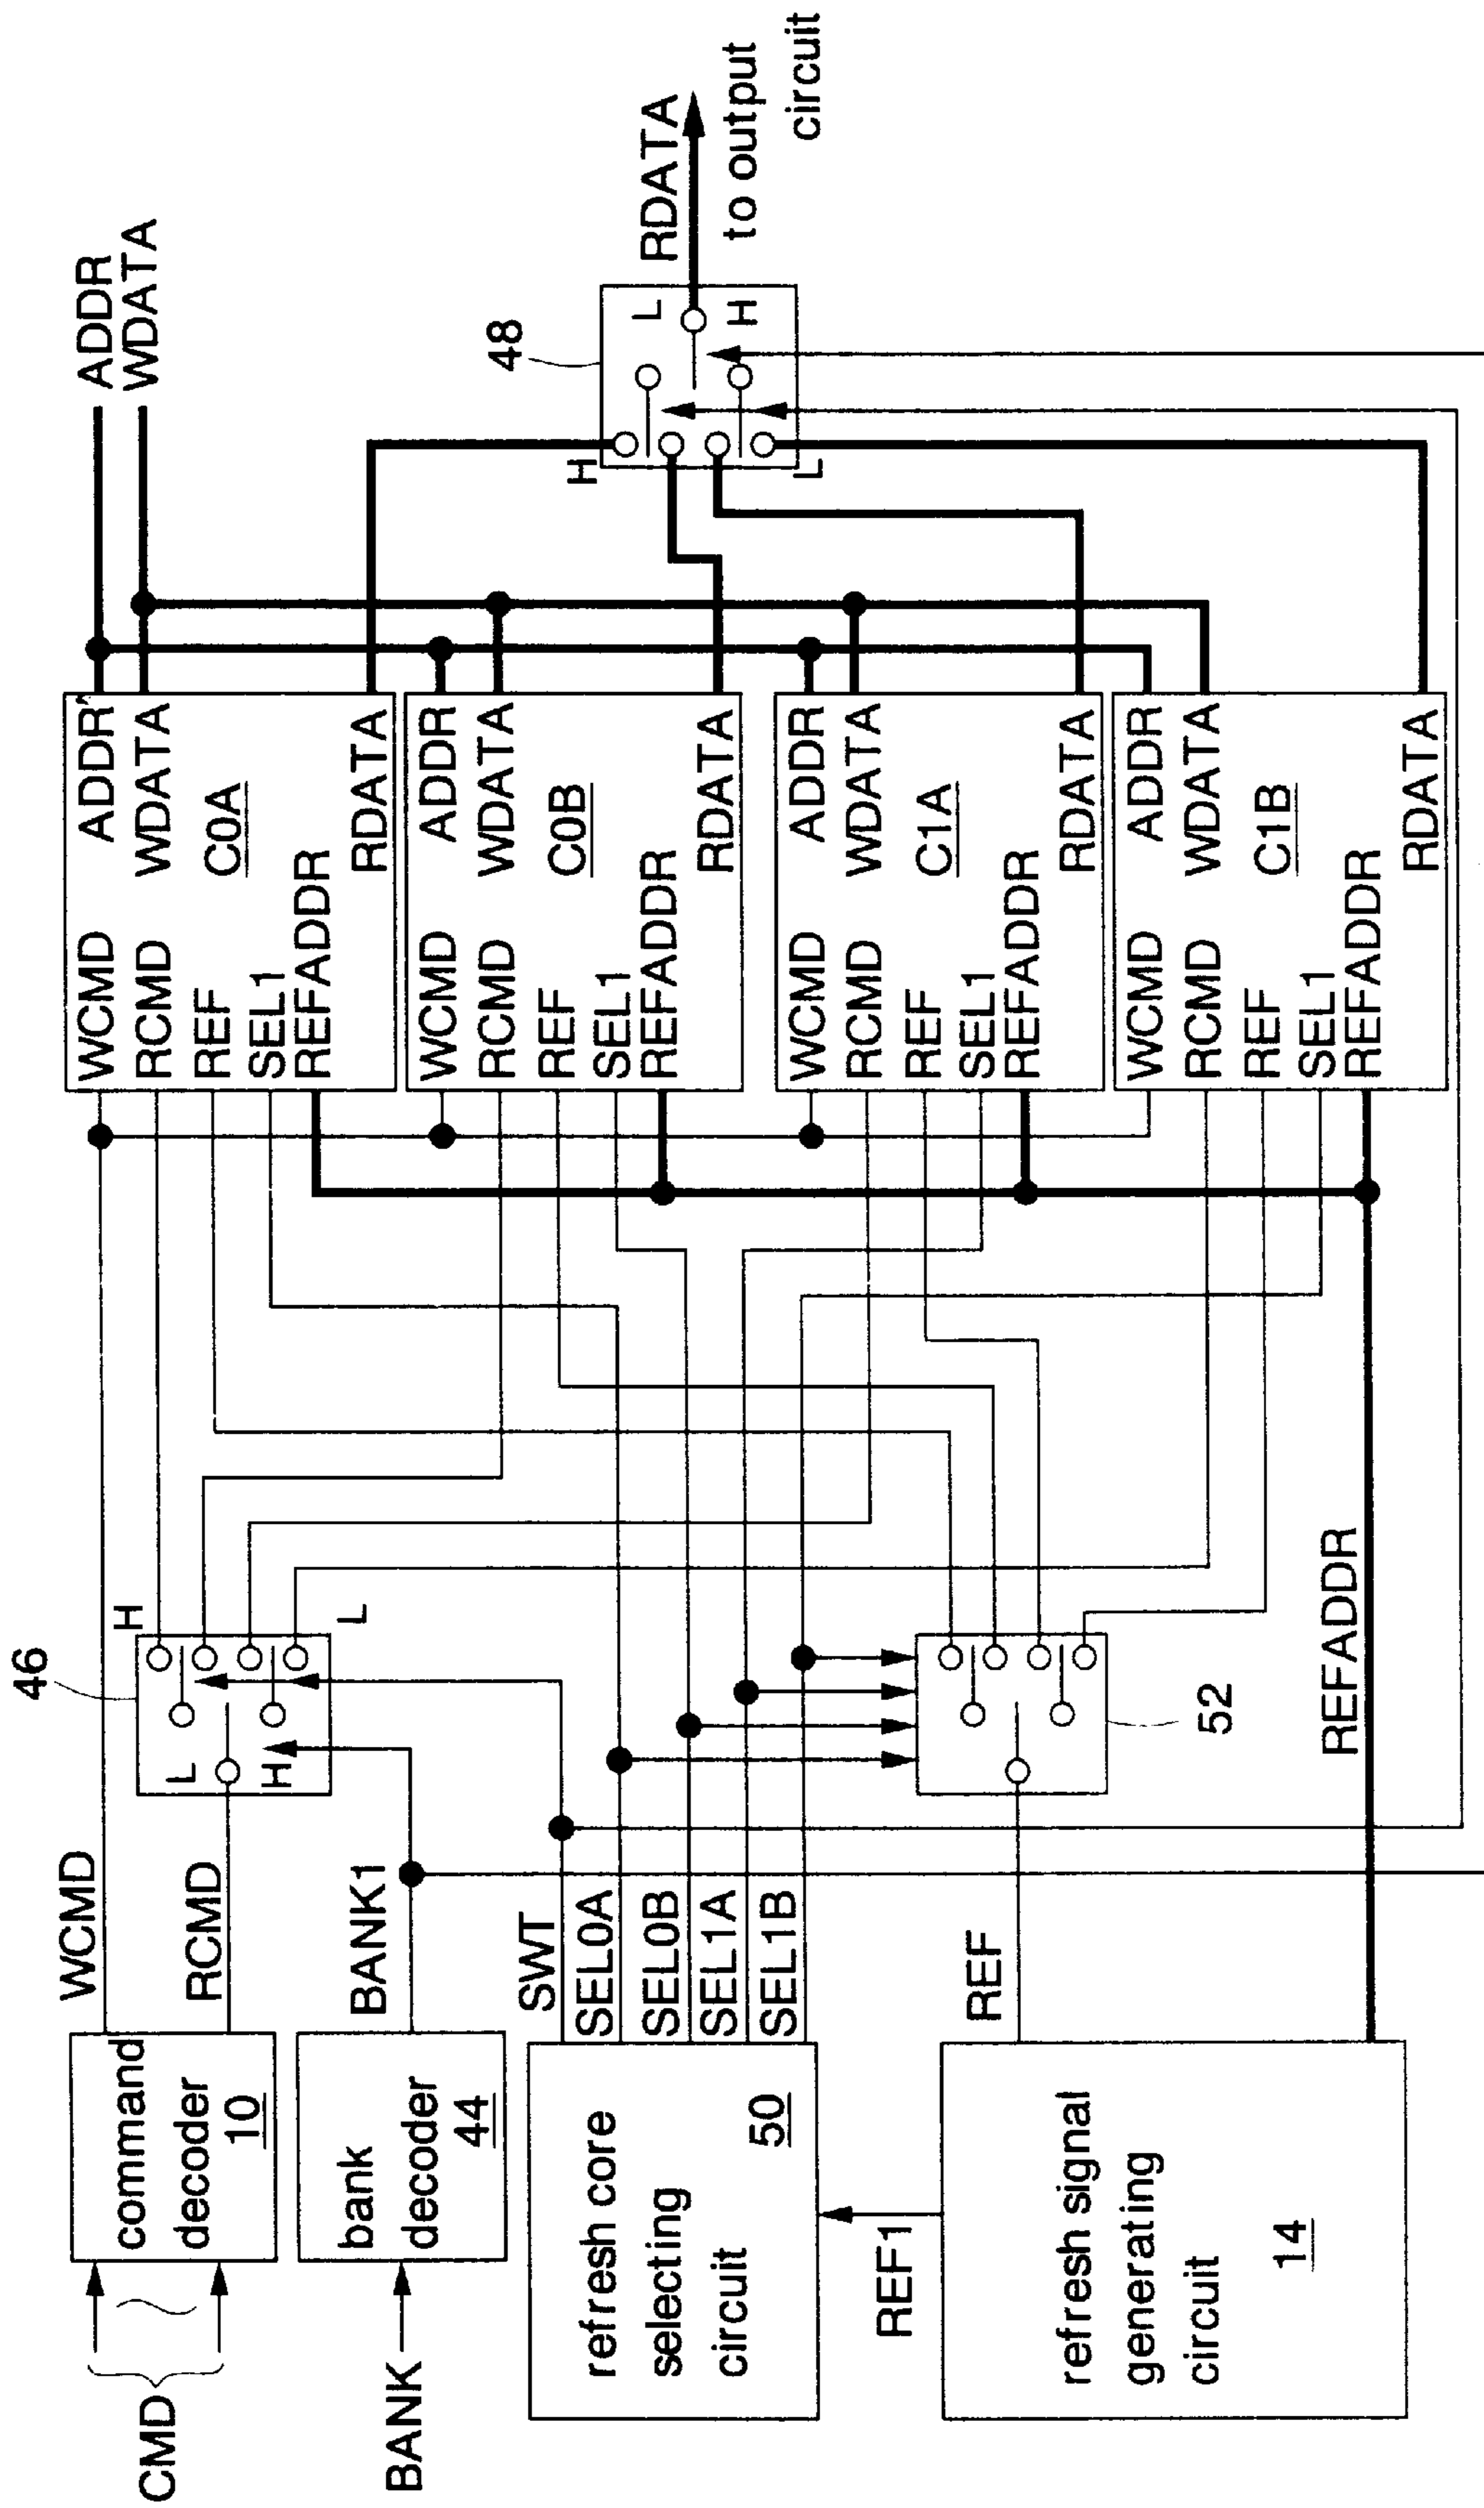 CMD
command
decoder
10
WCMD
RCMD
BANK
bank
decoder
44
BANK1
refresh core
selecting
circuit
50
SWT
SEL0A
SEL0B
SEL1A
SEL1B
REF1
refresh signal
generating
circuit
14
REF
REFADDR
46
H
L
L
H
52
WCMD
ADDR
RCMD
WDATA
REF
C0A
SEL1
REFADDR
RDATA
WCMD
ADDR
RCMD
WDATA
REF
C0B
SEL1
REFADDR
RDATA
WCMD
ADDR
RCMD
WDATA
REF
C1A
SEL1
REFADDR
RDATA
WCMD
ADDR
RCMD
WDATA
REF
C1B
SEL1
REFADDR
RDATA
ADDR
WDATA
48
H
L
L
H
RDATA
to output
circuit